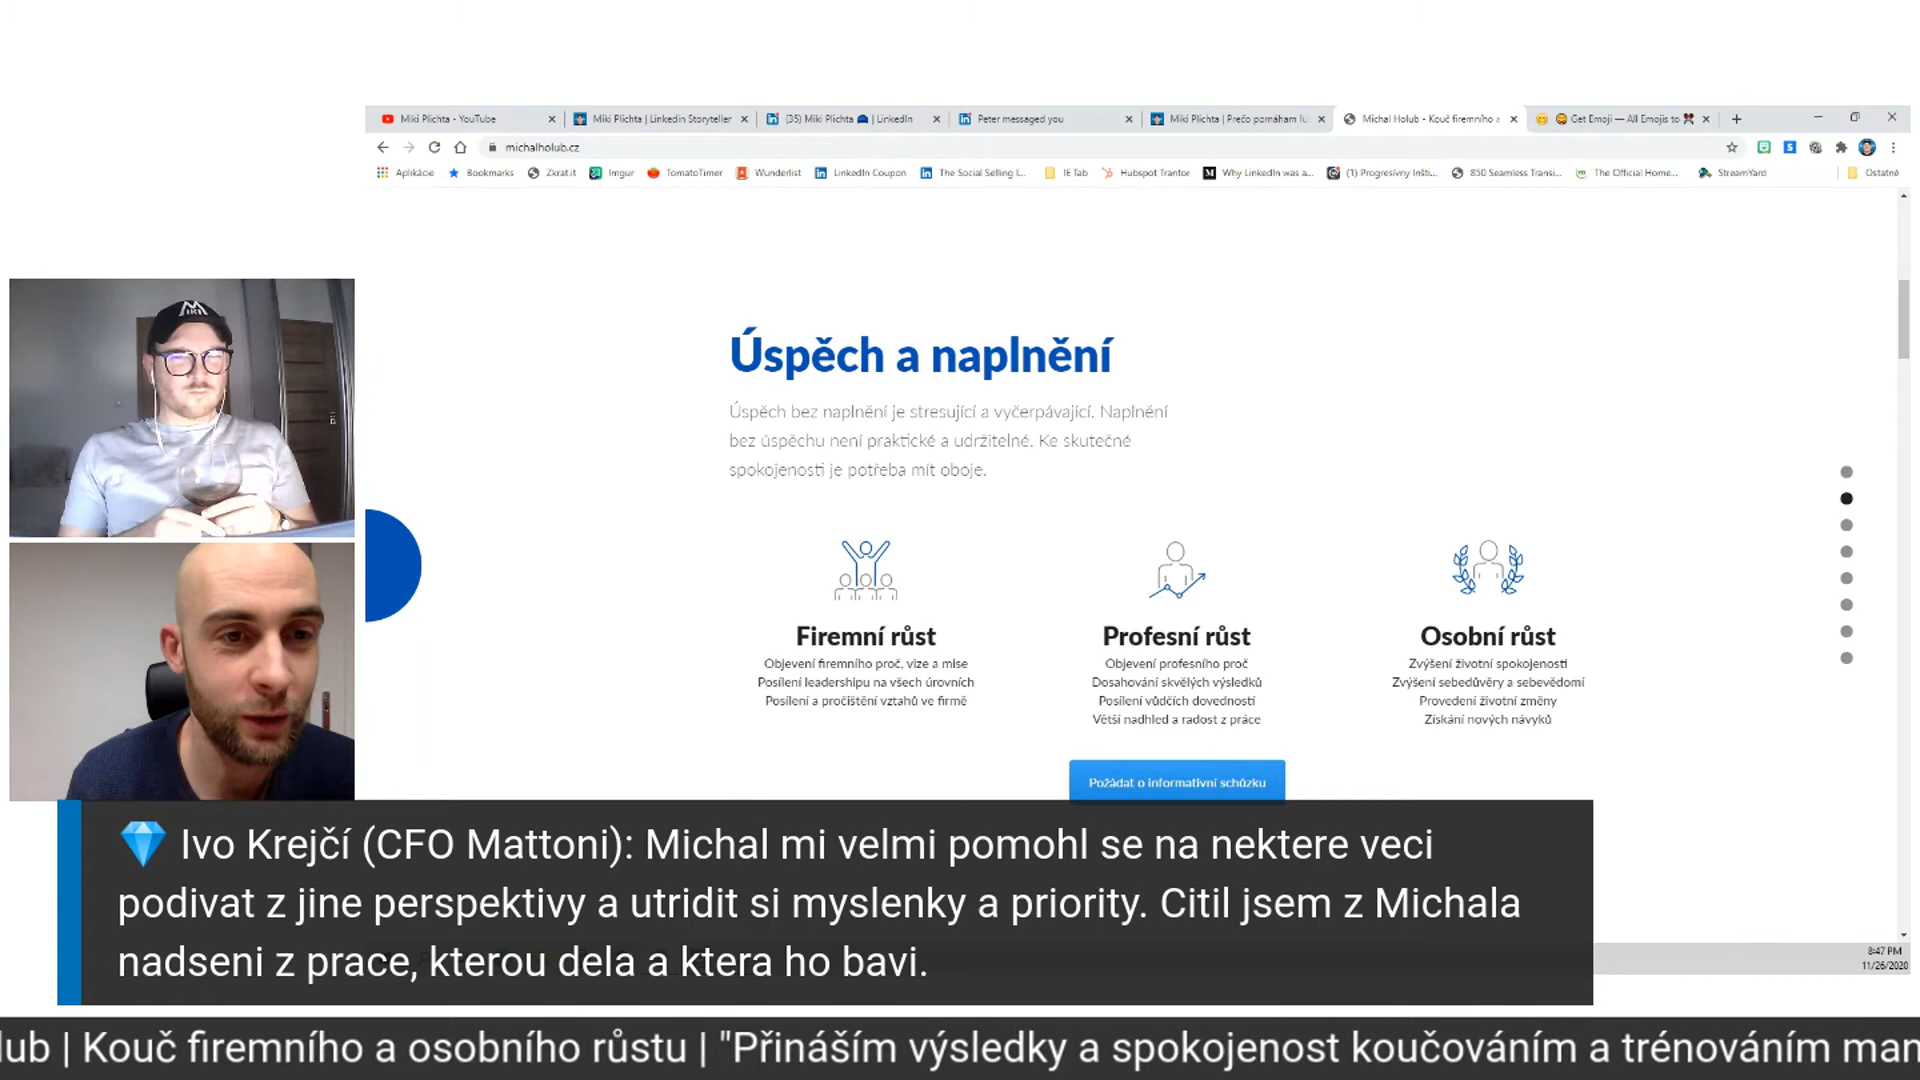 Miki Plichta - YouTube
Miki Plichta | Linkedin Storyteller
(35) Miki Plichta 🧢 | LinkedIn
Peter messaged you
Miki Plichta | Prečo pomáham ľu
Michal Holub - Kouč firemního a
Get Emoji — All Emojis to ✂️
michalholub.cz
Aplikácie
Bookmarks
Zkrat.it
Imgur
TomatoTimer
Wunderlist
LinkedIn Coupon
The Social Selling I...
IE Tab
Hubspot Trantor
Why LinkedIn was a...
(1) Progresívny Inšti...
850 Seamless Transi...
The Official Home...
StreamYard
Ostatné
Úspěch a naplnění
Úspěch bez naplnění je stresující a vyčerpávající. Naplnění
bez úspěchu není praktické a udržitelné. Ke skutečné
spokojenosti je potřeba mít oboje.
Firemní růst
Objevení firemního proč, vize a mise
Posílení leadershipu na všech úrovních
Posílení a pročištění vztahů ve firmě
Profesní růst
Objevení profesního proč
Dosahování skvělých výsledků
Posílení vůdčích dovedností
Větší nadhled a radost z práce
Osobní růst
Zvýšení životní spokojenosti
Zvýšení sebedůvěry a sebevědomí
Provedení životní změny
Získání nových návyků
Požádat o informativní schůzku
💎 Ivo Krejčí (CFO Mattoni): Michal mi velmi pomohl se na nektere veci
podivat z jine perspektivy a utridit si myslenky a priority. Citil jsem z Michala
nadseni z prace, kterou dela a ktera ho bavi.
8:47 PM
11/26/2020
lub | Kouč firemního a osobního růstu | "Přináším výsledky a spokojenost koučováním a trénováním man